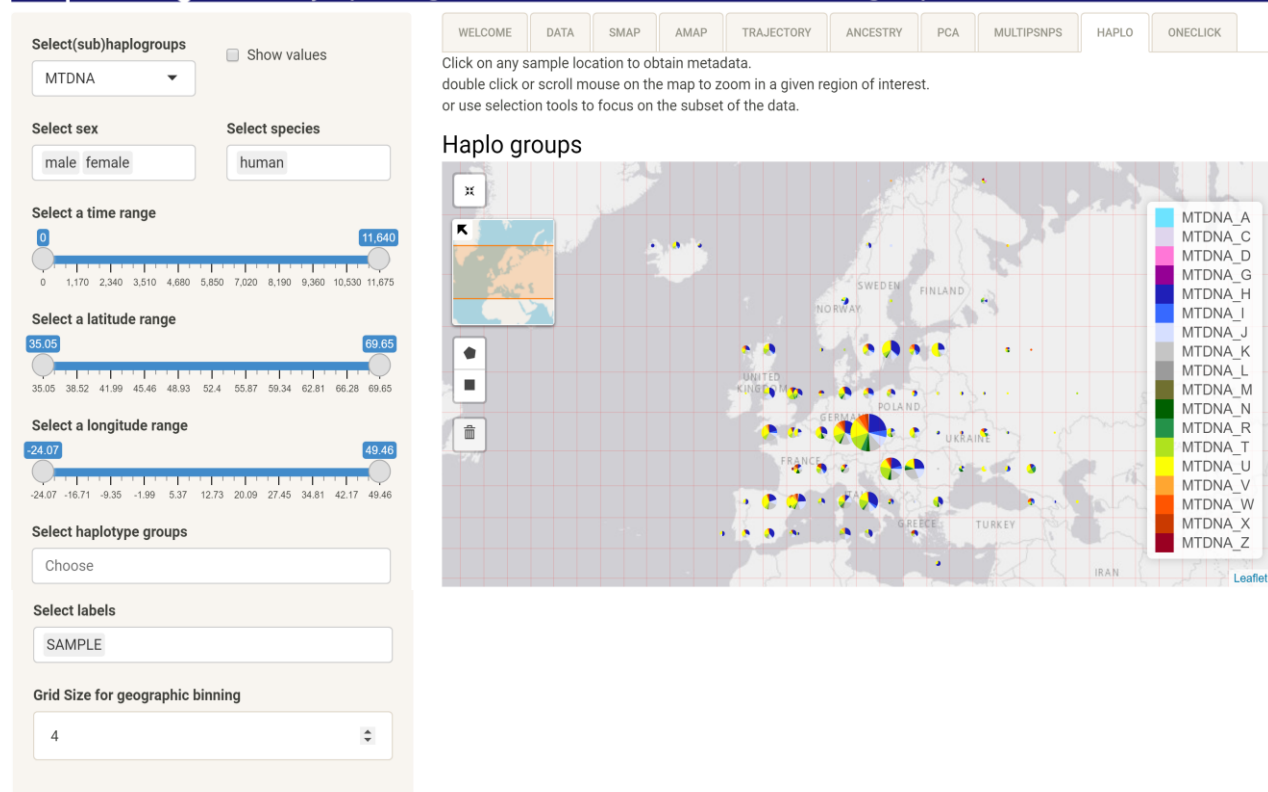 Select(sub)haplogroups
MTDNA
Show values
Select sex
male female
Select species
human
Select a time range
0 11,640
0 1,170 2,340 3,510 4,680 5,850 7,020 8,190 9,360 10,530 11,675
Select a latitude range
35.05 69.65
35.05 38.52 41.99 45.46 48.93 52.4 55.87 59.34 62.81 66.28 69.65
Select a longitude range
-24.07 49.46
-24.07 -16.71 -9.35 -1.99 5.37 12.73 20.09 27.45 34.81 42.17 49.46
Select haplotype groups
Choose
Select labels
SAMPLE
Grid Size for geographic binning
4
WELCOME DATA SMAP AMAP TRAJECTORY ANCESTRY PCA MULTIPSNPS HAPLO ONECLICK
Click on any sample location to obtain metadata.
double click or scroll mouse on the map to zoom in a given region of interest.
or use selection tools to focus on the subset of the data.
Haplo groups
SWEDEN
FINLAND
NORWAY
UNITED
KINGDOM
POLAND
GERMA
UKRAINE
FRANCE
GREECE
TURKEY
IRAN
MTDNA_A
MTDNA_C
MTDNA_D
MTDNA_G
MTDNA_H
MTDNA_I
MTDNA_J
MTDNA_K
MTDNA_L
MTDNA_M
MTDNA_N
MTDNA_R
MTDNA_T
MTDNA_U
MTDNA_V
MTDNA_W
MTDNA_X
MTDNA_Z
Leaflet